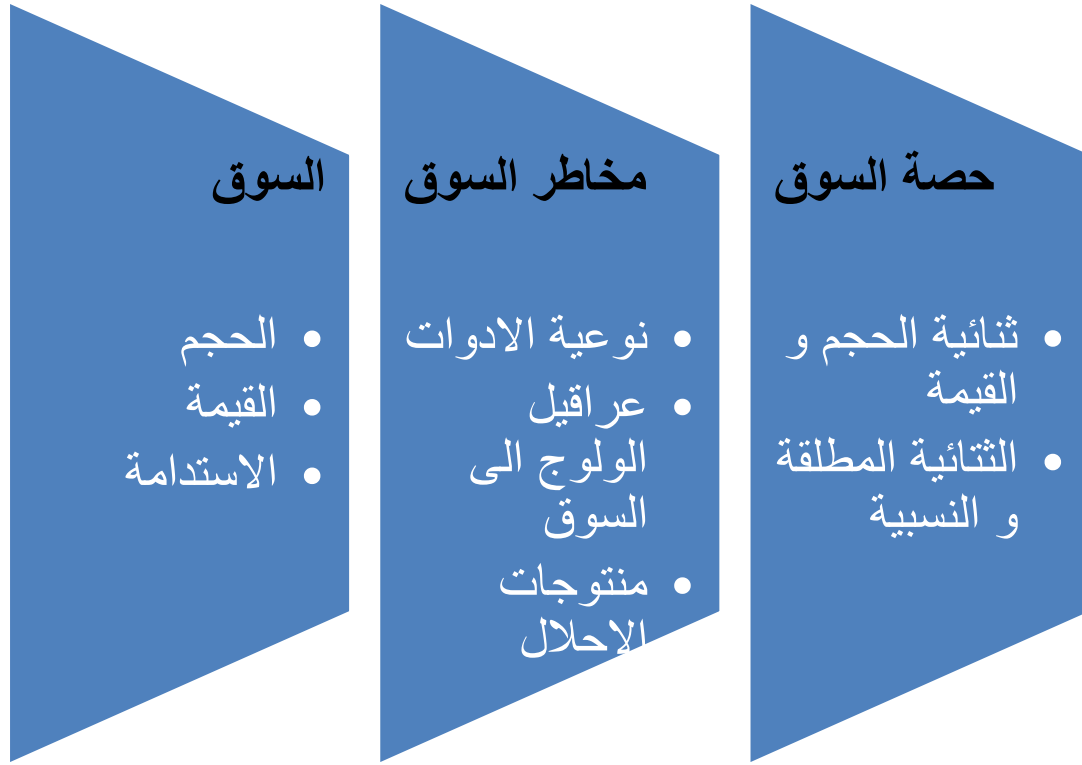 حصة السوق
ثنائية الحجم و
القيمة
الثتائية المطلقة
و النسبية
مخاطر السوق
نوعية الادوات
عراقيل
الولوج الى
السوق
منتوجات
الاحلال
السوق
الحجم
القيمة
الاستدامة